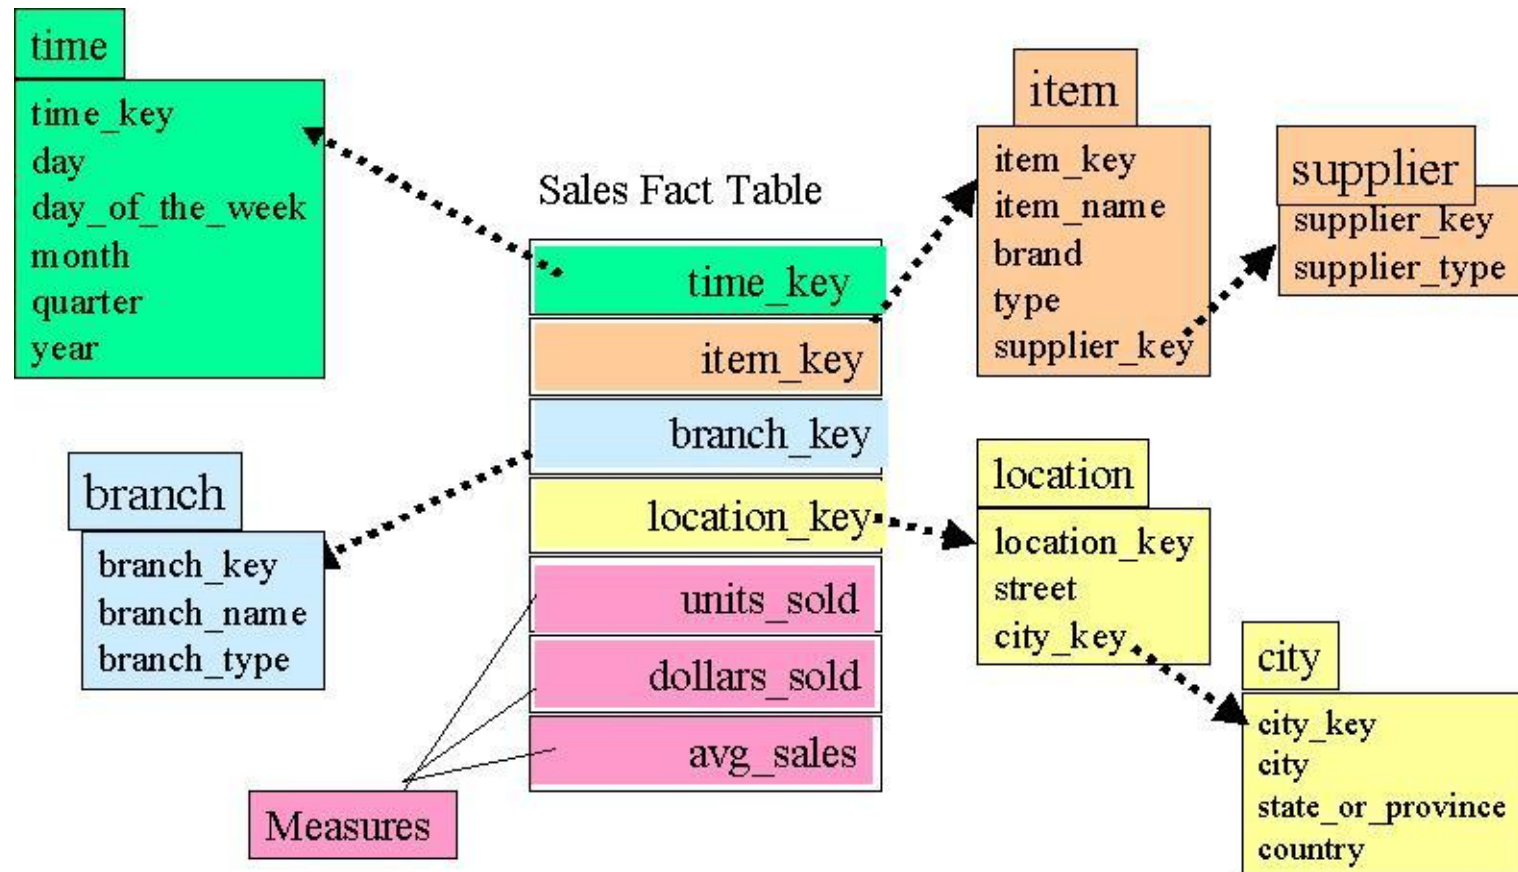 time
time_key
day
day_of_the_week
month
quarter
year
Sales Fact Table
time_key
item_key
branch_key
location_key
units_sold
dollars_sold
avg_sales
Measures
branch
branch_key
branch_name
branch_type
item
item_key
item_name
brand
type
supplier_key
supplier
supplier_key
supplier_type
location
location_key
street
city_key
city
city_key
city
state_or_province
country